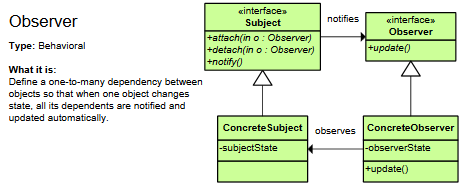 Observer
Type: Behavioral
What it is:
Define a one-to-many dependency between
objects so that when one object changes
state, all its dependents are notified and
updated automatically.
«interface»
Subject
+attach(in o : Observer)
+detach(in o : Observer)
+notify()
notifies
«interface»
Observer
+update()
ConcreteSubject
-subjectState
observes
ConcreteObserver
-observerState
+update()